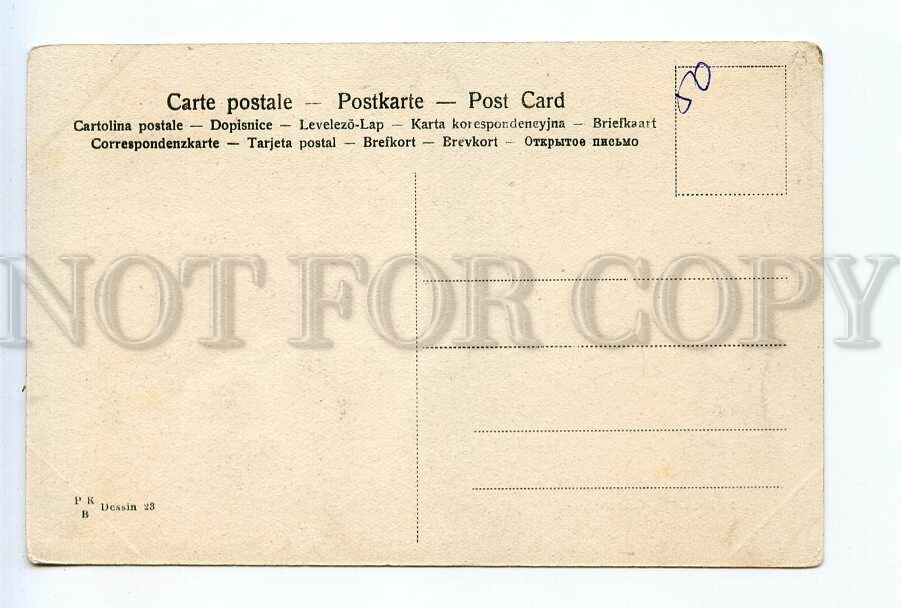 Carte postale — Postkarte — Post Card
Cartolina postale — Dopisnice — Levelező-Lap — Karta korespondencyjna — Briefkaart
Correspondenzkarte — Tarjeta postal — Brefkort — Brevkort — Открытое письмо
50
NOT FOR COPY
P K
B Dessin 23